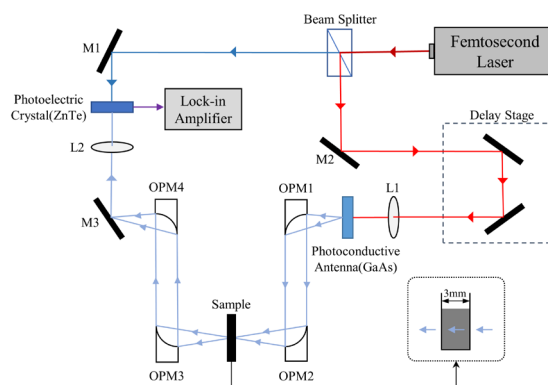 Beam Splitter
Femtosecond
Laser
M1
Photoelectric
Crystal(ZnTe)
Lock-in
Amplifier
Delay Stage
L2
M2
OPM4
OPM1
L1
M3
Photoconductive
Antenna(GaAs)
Sample
3mm
OPM3
OPM2